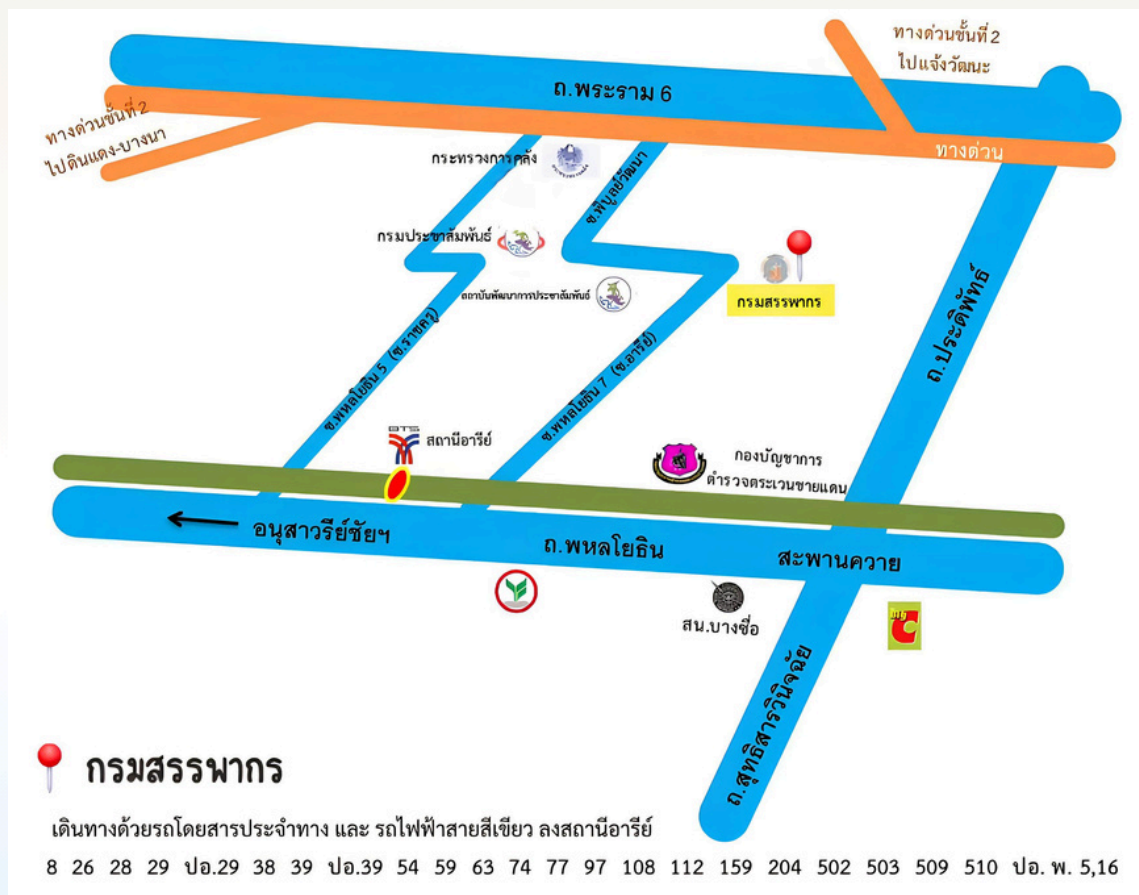 ทางด่วนขั้นที่ 2
ไปแจ้งวัฒนะ
ถ.พระราม 6
ทางด่วนขั้นที่ 2
ไปดินแดง-บางนา
ทางด่วน
กระทรวงการคลัง
ซ.พิบูลย์วัฒนา
กรมประชาสัมพันธ์
สถาบันพัฒนาการประชาสัมพันธ์
กรมสรรพากร
ถ.ประดิพัทธ์
ซ.พหลโยธิน 5 (ซ.ราชครู)
ซ.พหลโยธิน 7 (ซ.อารีย์)
BTS
สถานีอารีย์
กองบัญชาการ
ตำรวจตระเวนชายแดน
อนุสาวรีย์ชัยฯ
ถ.พหลโยธิน
สะพานควาย
สน.บางซื่อ
Big C
ถ.สุทธิสารวินิจฉัย
กรมสรรพากร
เดินทางด้วยรถโดยสารประจำทาง และ รถไฟฟ้าสายสีเขียว ลงสถานีอารีย์
8 26 28 29 ปอ.29 38 39 ปอ.39 54 59 63 74 77 97 108 112 159 204 502 503 509 510 ปอ. พ. 5,16